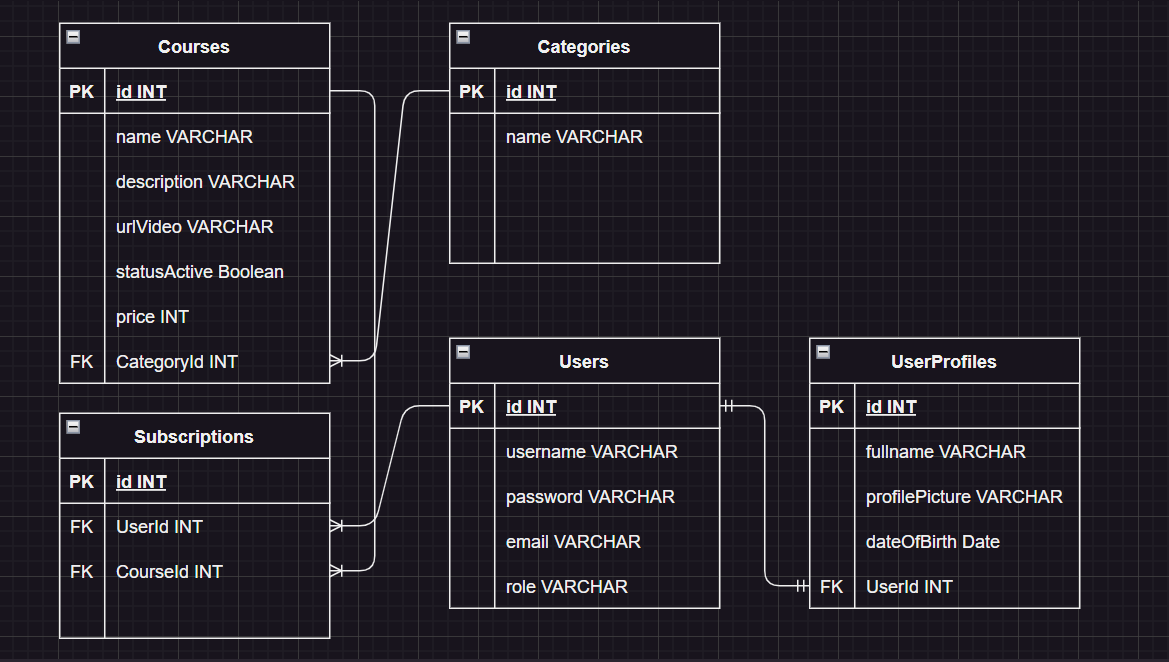 Courses
PK id INT
name VARCHAR
description VARCHAR
urlVideo VARCHAR
statusActive Boolean
price INT
FK CategoryId INT
Categories
PK id INT
name VARCHAR
Subscriptions
PK id INT
FK UserId INT
FK CourseId INT
Users
PK id INT
username VARCHAR
password VARCHAR
email VARCHAR
role VARCHAR
UserProfiles
PK id INT
fullname VARCHAR
profilePicture VARCHAR
dateOfBirth Date
FK UserId INT